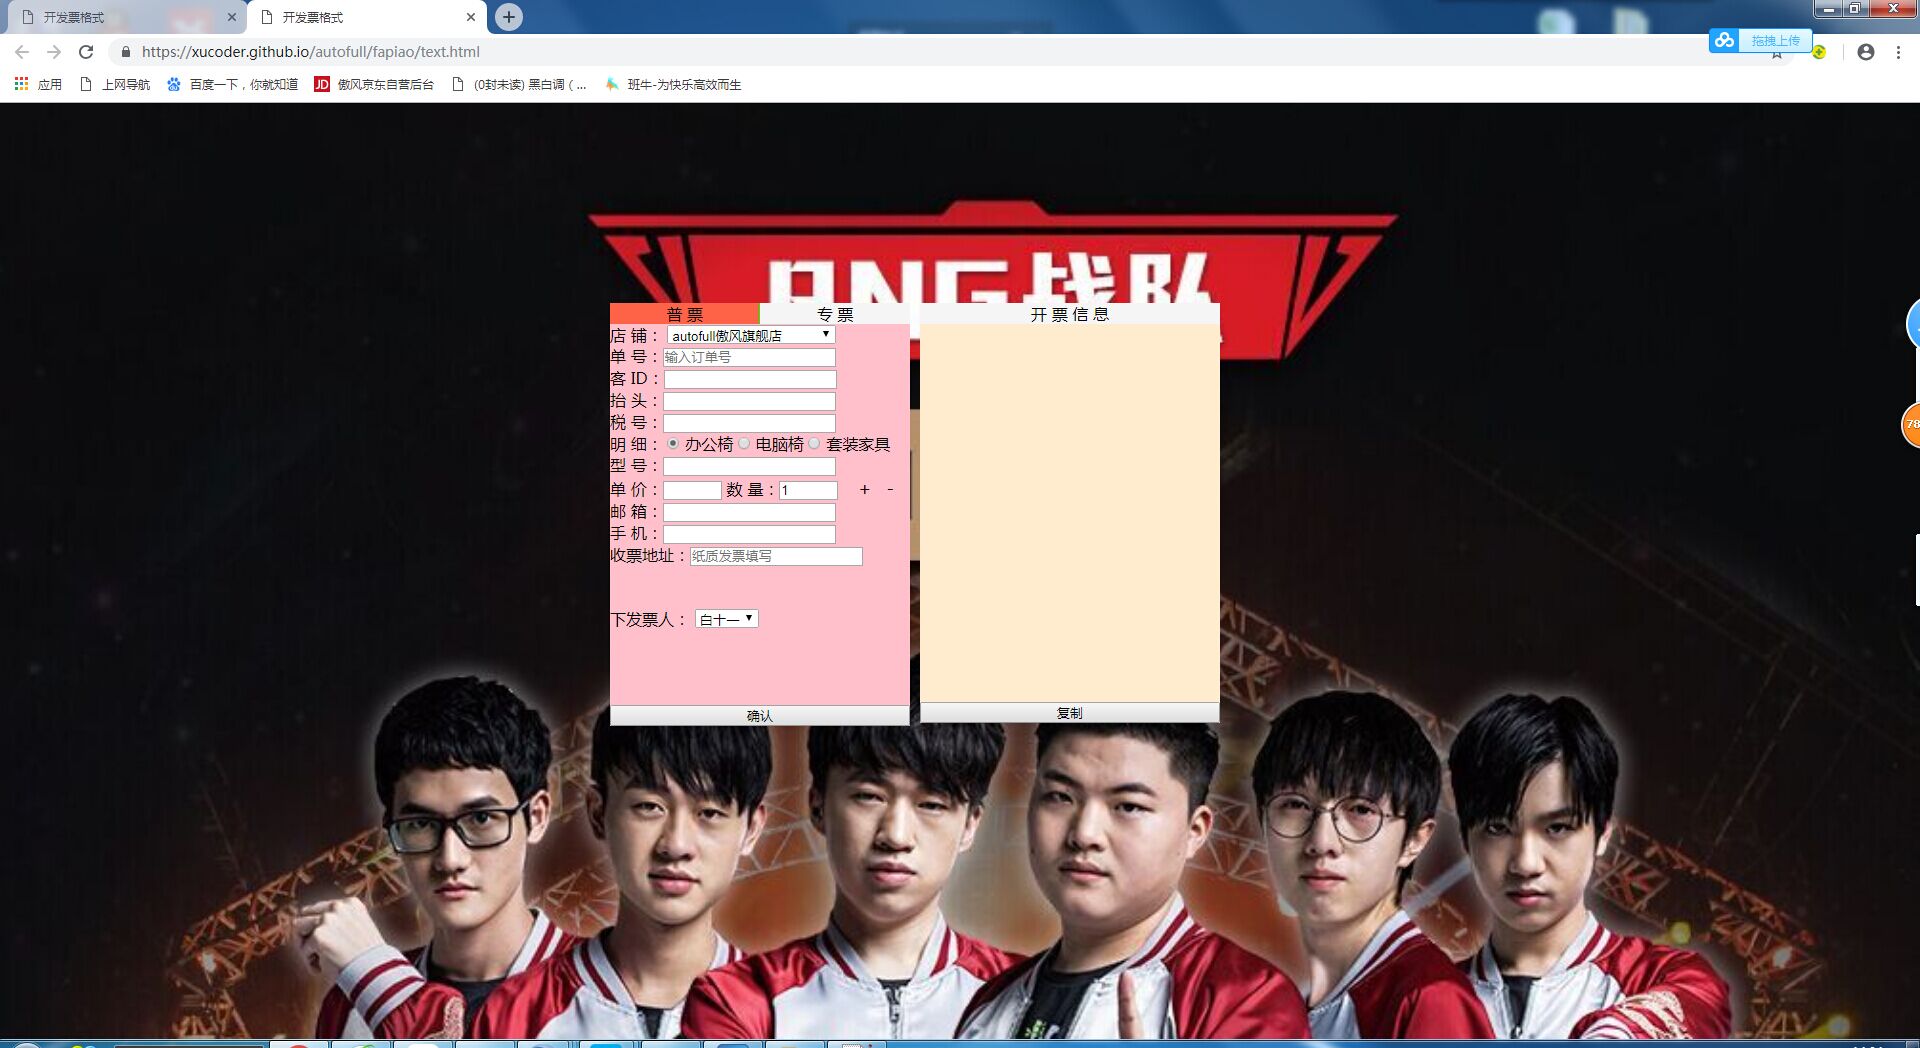 开发票格式
开发票格式
https://xucoder.github.io/autofull/fapiao/text.html
拖拽上传
应用 上网导航 百度一下，你就知道 傲风京东自营后台 (0封未读) 黑白调 (... 班牛-为快乐高效而生
RNG战队
普 票 专 票 开 票 信 息
店 铺： autofull傲风旗舰店
单 号：输入订单号
客 ID：
抬 头：
税 号：
明 细： 办公椅 电脑椅 套装家具
型 号：
单 价： 数 量：1 + -
邮 箱：
手 机：
收票地址：纸质发票填写
下发票人： 白十一
确认 复制
78
JD